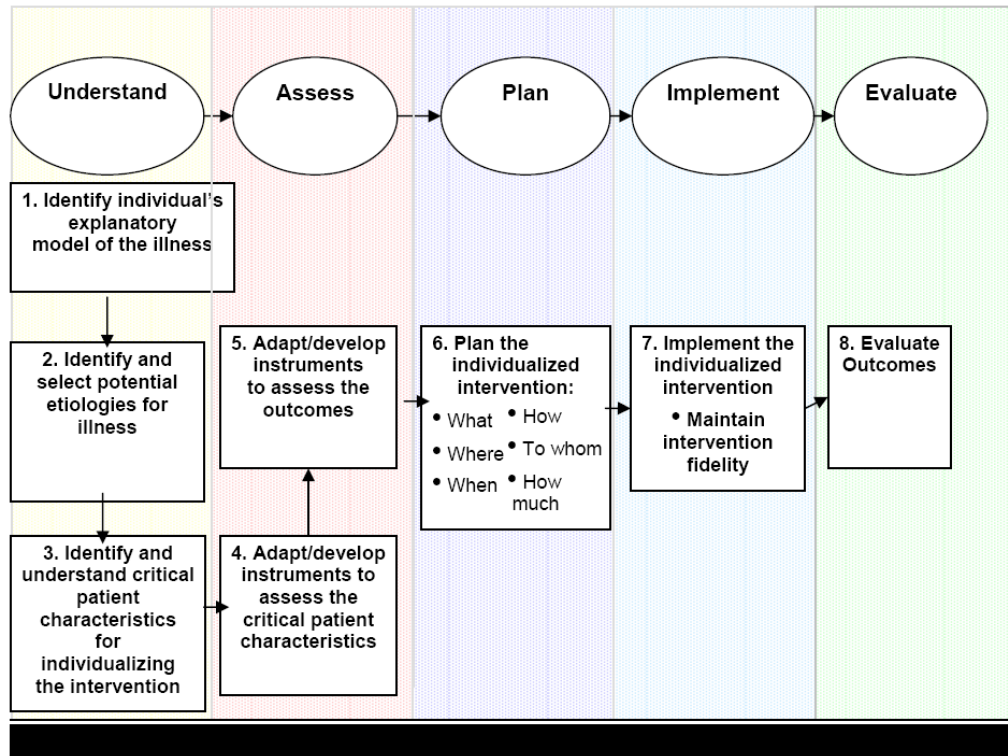 Understand
Assess
Plan
Implement
Evaluate
1. Identify individual's
explanatory
model of the illness
2. Identify and
select potential
etiologies for
illness
3. Identify and
understand critical
patient
characteristics
for
individualizing
the intervention
4. Adapt/develop
instruments to
assess the
critical patient
characteristics
5. Adapt/develop
instruments
to assess the
outcomes
6. Plan the
individualized
intervention:
• What
• Where
• When
• How
• To whom
• How
much
7. Implement the
individualized
intervention
• Maintain
intervention
fidelity
8. Evaluate
Outcomes